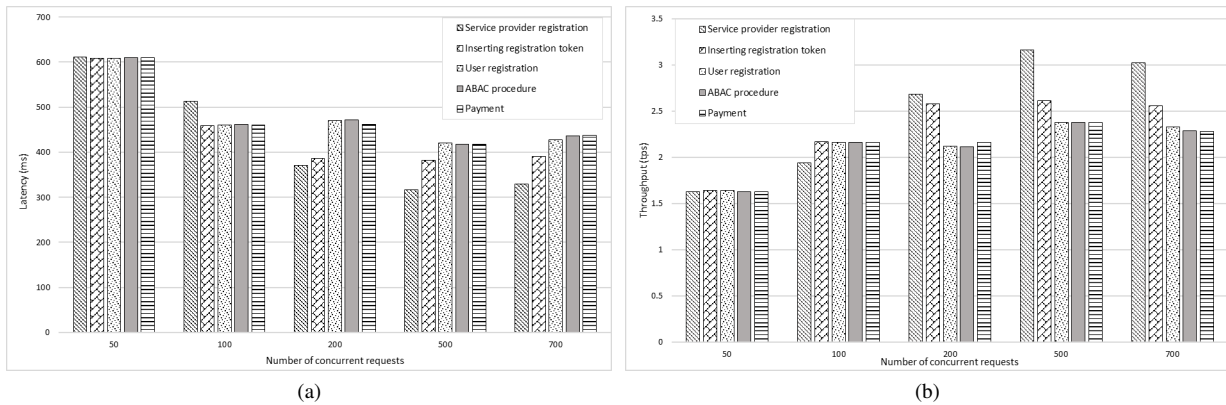 700
600
500
400
300
200
100
0
Latency (ms)
50 100 200 500 700
Number of concurrent requests
Service provider registration
Inserting registration token
User registration
ABAC procedure
Payment
(a)
3.5
3
2.5
2
1.5
1
0.5
0
Throughput (tps)
50 100 200 500 700
Number of concurrent requests
Service provider registration
Inserting registration token
User registration
ABAC procedure
Payment
(b)